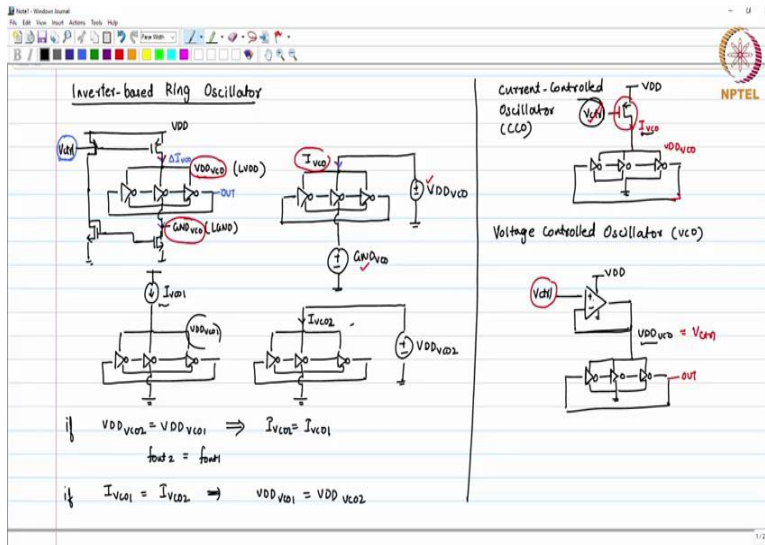 Note1 - Windows Journal
File Edit View Insert Actions Tools Help
Page Width
B I
NPTEL
Inverter-based Ring Oscillator
VDD
Vctrl
ΔIvco
VDDvco (LVDD)
OUT
GNDvco (LGND)
Ivco
VDDvco
GNDvco
Ivco1
VDDvco1
Ivco2
VDDvco2
if VDDvco2 = VDDvco1 ⇒ Ivco2 = Ivco1
fout2 = fout1
if Ivco1 = Ivco2 ⇒ VDDvco1 = VDDvco2
Current-Controlled
Oscillator
(CCO)
VDD
Vctrl
Ivco
VDDvco
Voltage Controlled Oscillator (VCO)
VDD
Vctrl
VDDvco = Vctrl
OUT
1/2